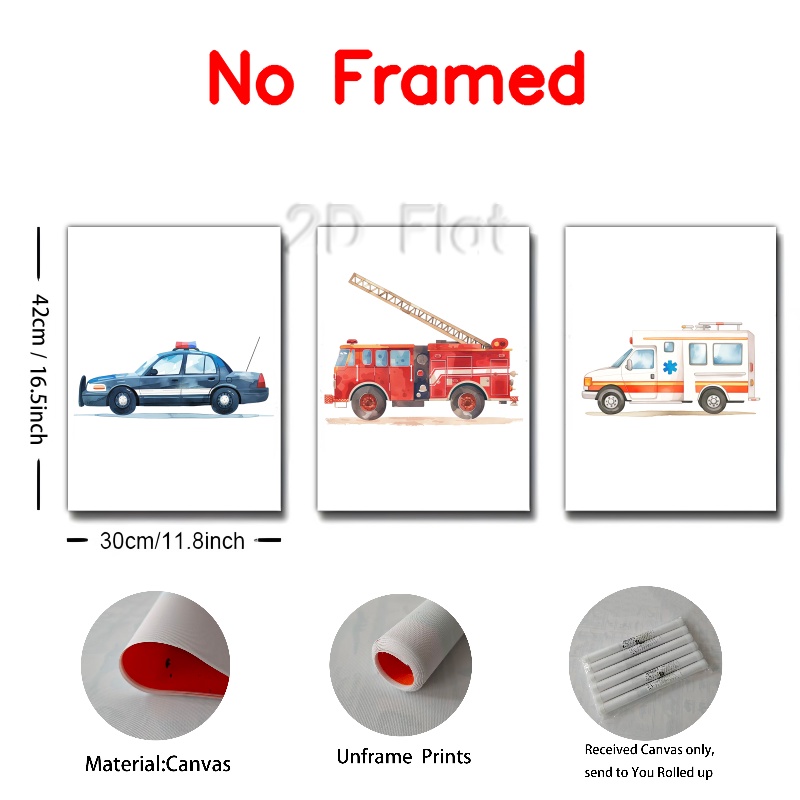 No Framed
2D Flat
42cm / 16.5inch
30cm/11.8inch
Material:Canvas
Unframe Prints
Received Canvas only,
send to You Rolled up